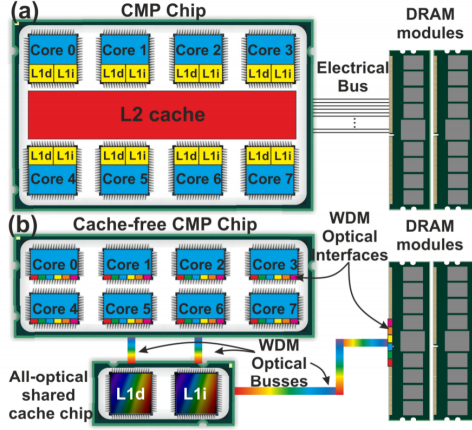 (a)
CMP Chip
DRAM
modules
Core 0 Core 1 Core 2 Core 3
L1d L1i L1d L1i L1d L1i L1d L1i
Electrical
Bus
L2 cache
L1d L1i L1d L1i L1d L1i L1d L1i
Core 4 Core 5 Core 6 Core 7
(b)
Cache-free CMP Chip
WDM
Optical
Interfaces
DRAM
modules
Core 0 Core 1 Core 2 Core 3
Core 4 Core 5 Core 6 Core 7
WDM
Optical
Busses
All-optical
shared
cache chip
L1d L1i